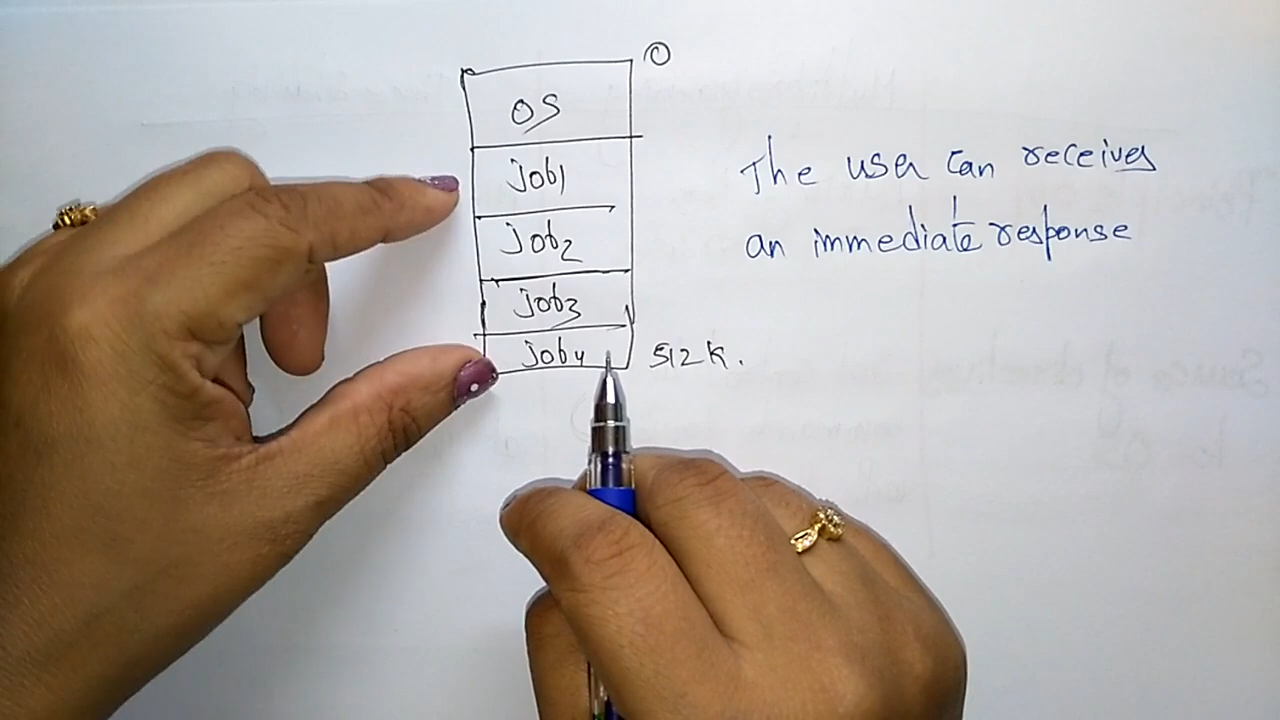 0
OS
job1
job2
job3
job4
512K.
The user can receives
an immediate response